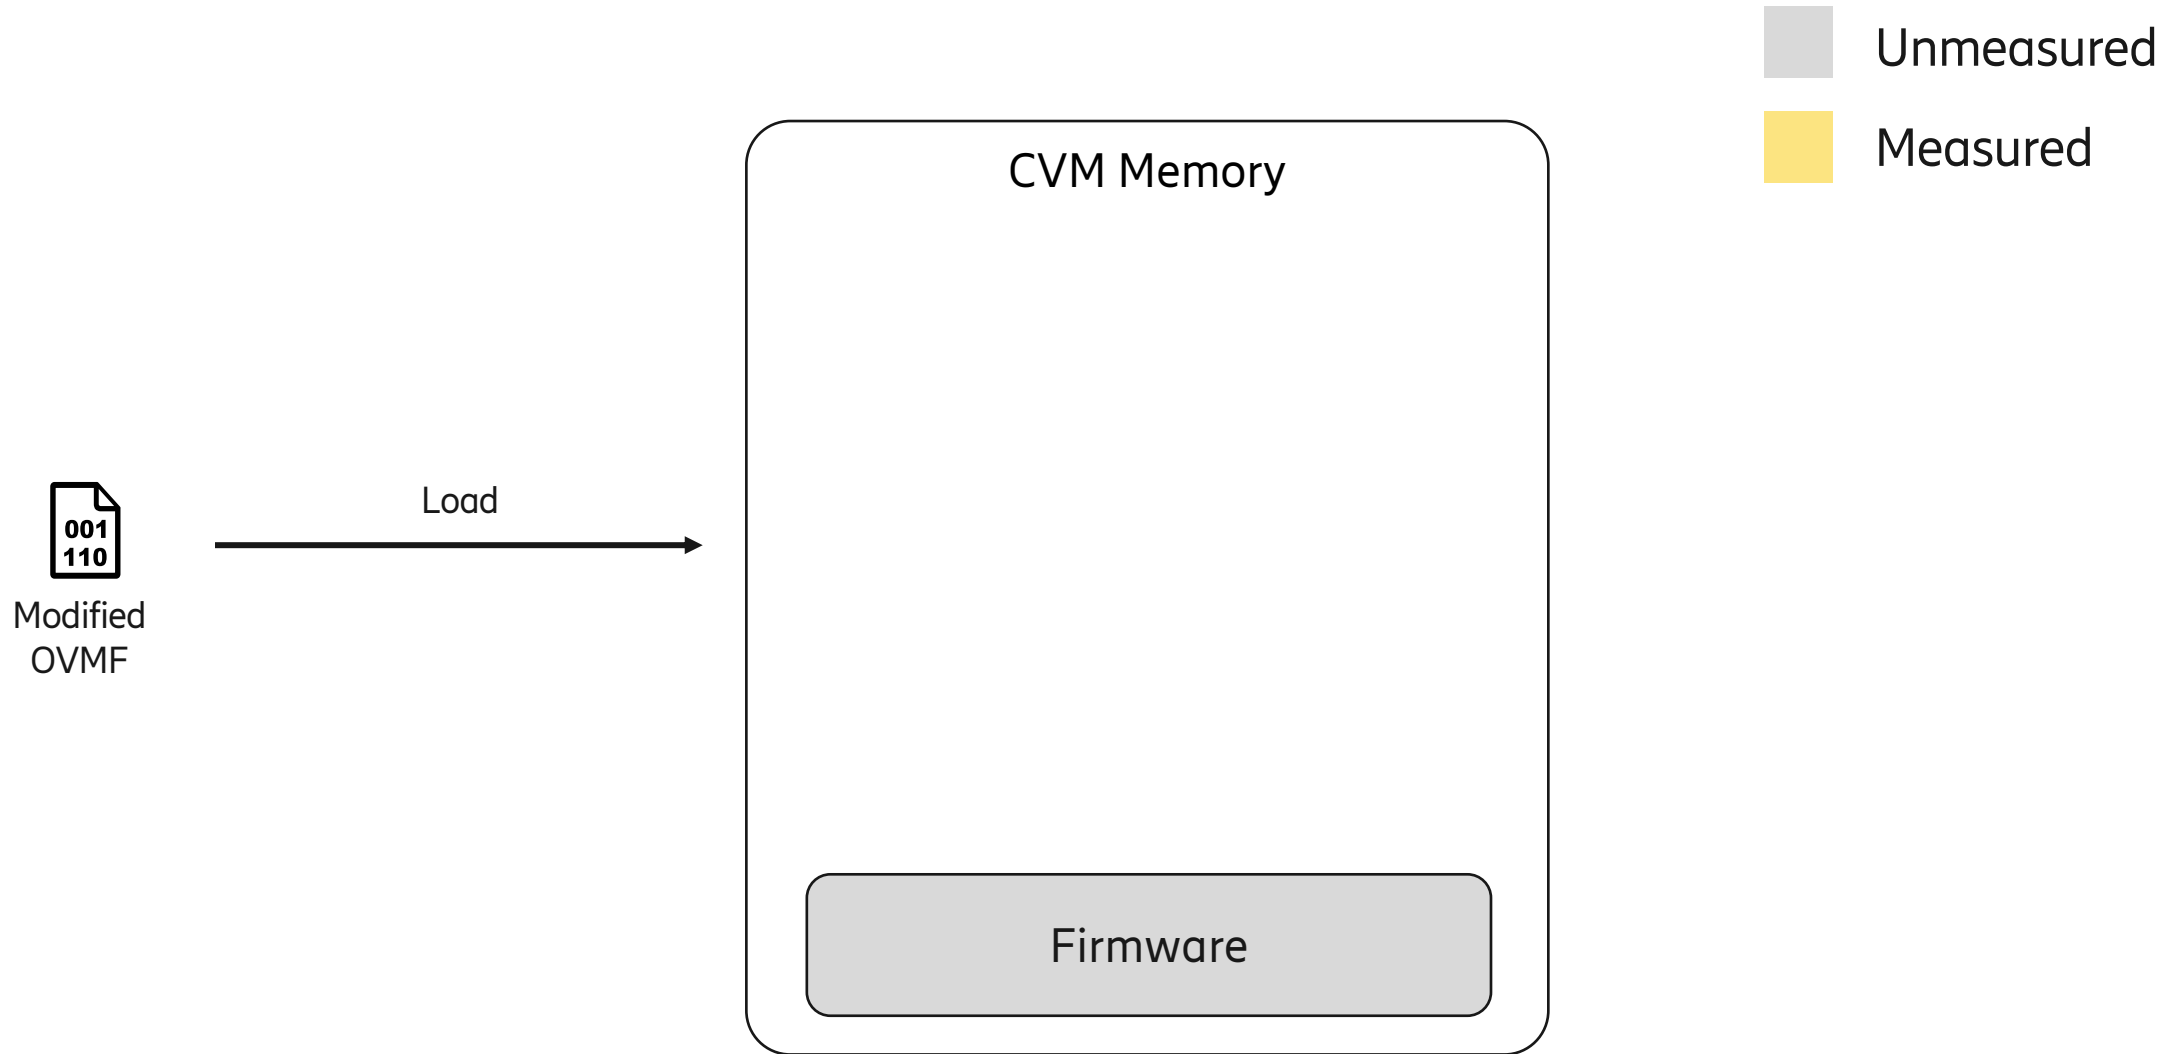 Unmeasured
Measured
CVM Memory
Load
001
110
Modified
OVMF
Firmware